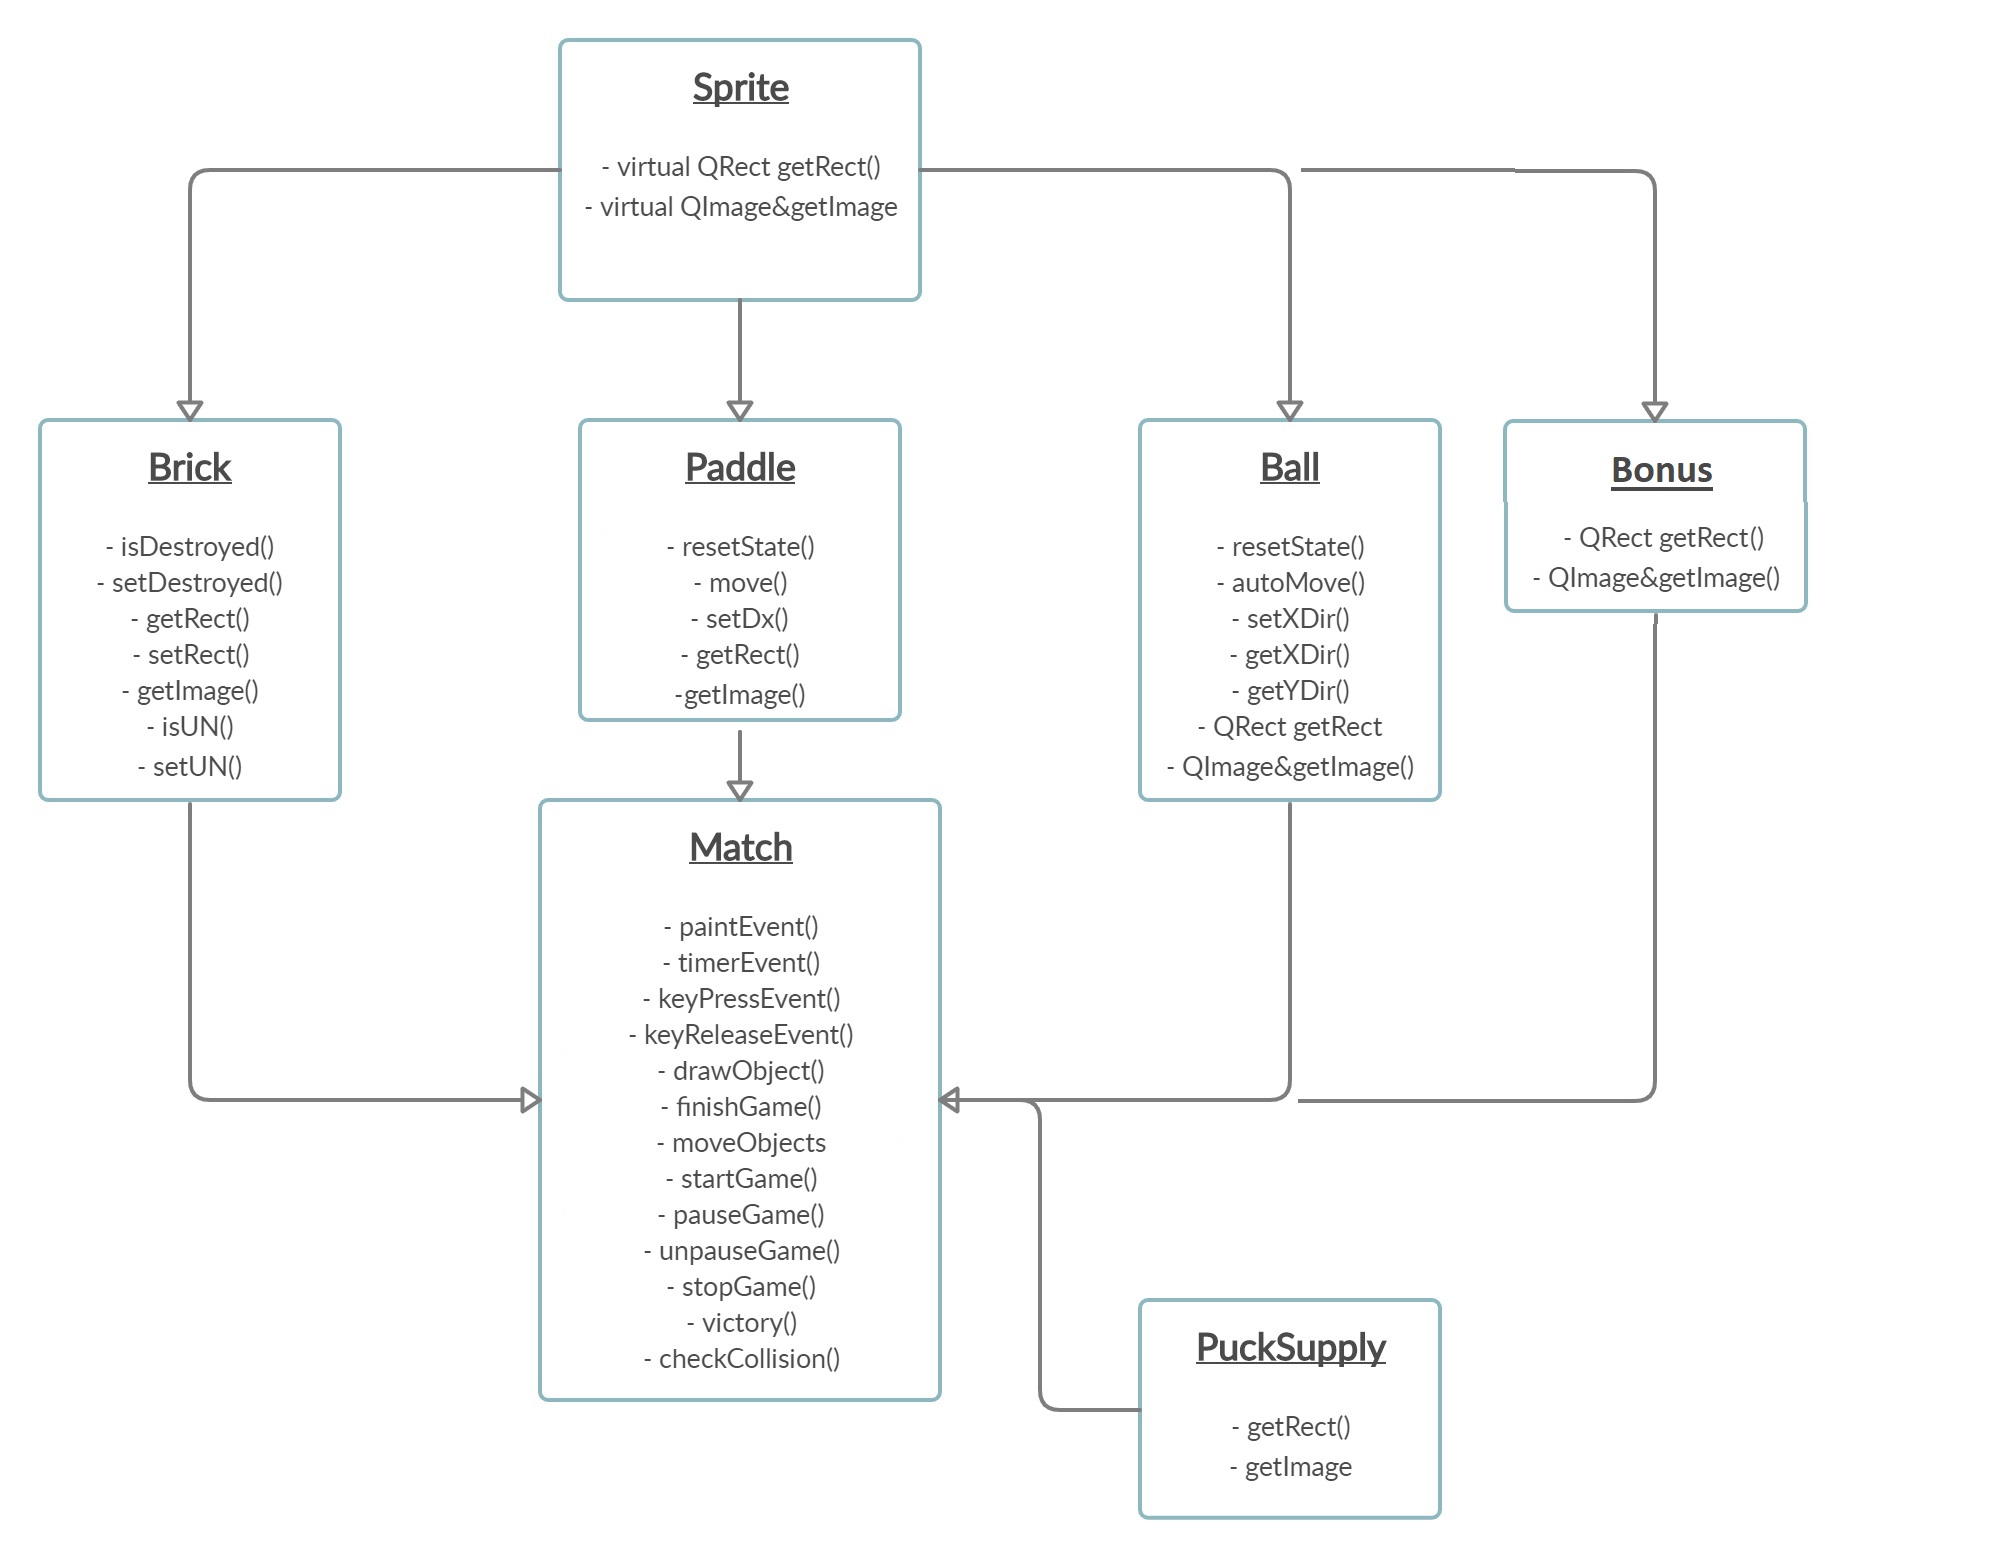 Sprite
- virtual QRect getRect()
- virtual QImage&getImage
Brick
- isDestroyed()
- setDestroyed()
- getRect()
- setRect()
- getImage()
- isUN()
- setUN()
Paddle
- resetState()
- move()
- setDx()
- getRect()
-getImage()
Ball
- resetState()
- autoMove()
- setXDir()
- getXDir()
- getYDir()
- QRect getRect
- QImage&getImage()
Bonus
- QRect getRect()
- QImage&getImage()
Match
- paintEvent()
- timerEvent()
- keyPressEvent()
- keyReleaseEvent()
- drawObject()
- finishGame()
- moveObjects
- startGame()
- pauseGame()
- unpauseGame()
- stopGame()
- victory()
- checkCollision()
PuckSupply
- getRect()
- getImage